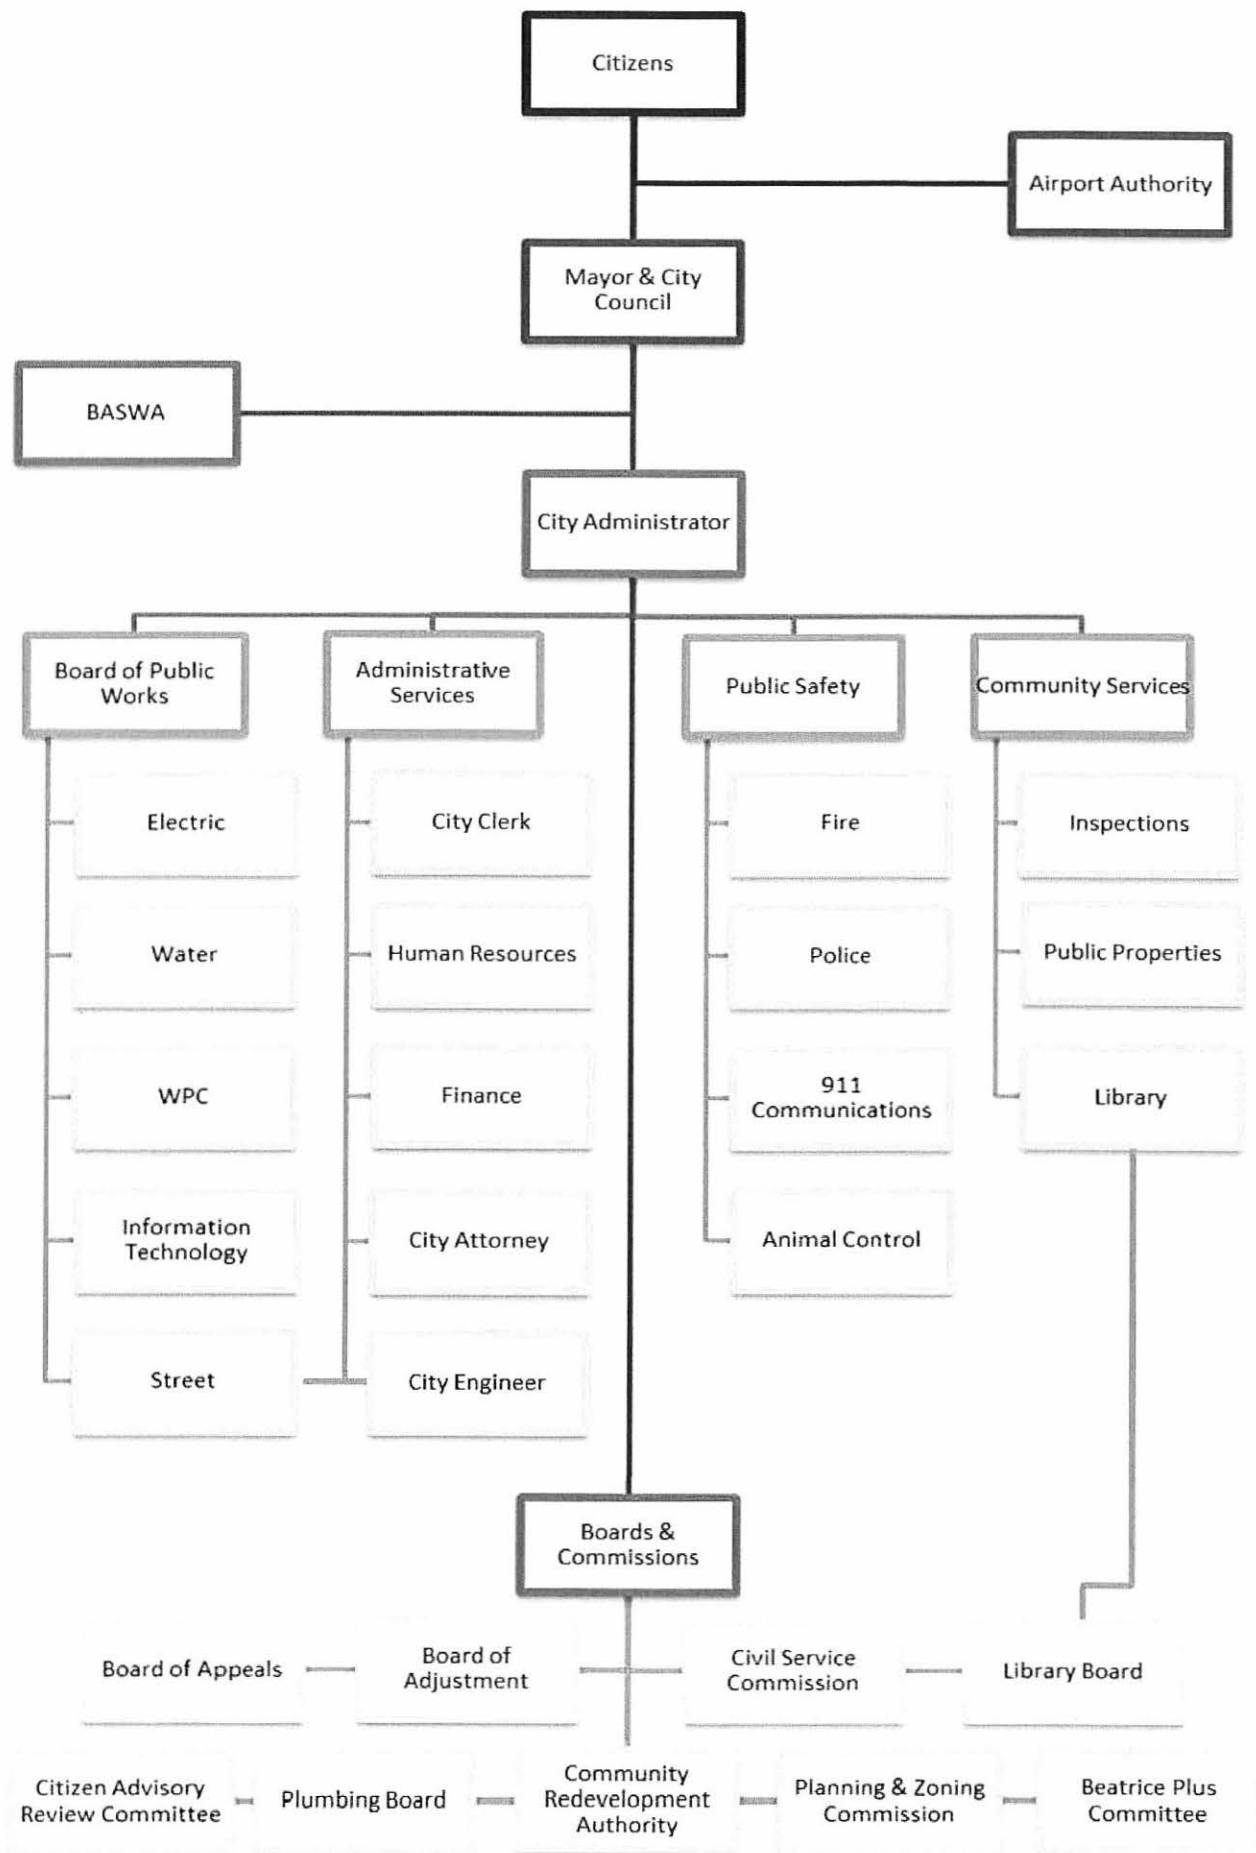 Citizens
Airport Authority
Mayor & City
Council
BASWA
City Administrator
Board of Public
Works
Administrative
Services
Public Safety
Community Services
Electric
City Clerk
Fire
Inspections
Water
Human Resources
Police
Public Properties
WPC
Finance
911
Communications
Library
Information
Technology
City Attorney
Animal Control
Street
City Engineer
Boards &
Commissions
Board of Appeals
Board of
Adjustment
Civil Service
Commission
Library Board
Citizen Advisory
Review Committee
Plumbing Board
Community
Redevelopment
Authority
Planning & Zoning
Commission
Beatrice Plus
Committee